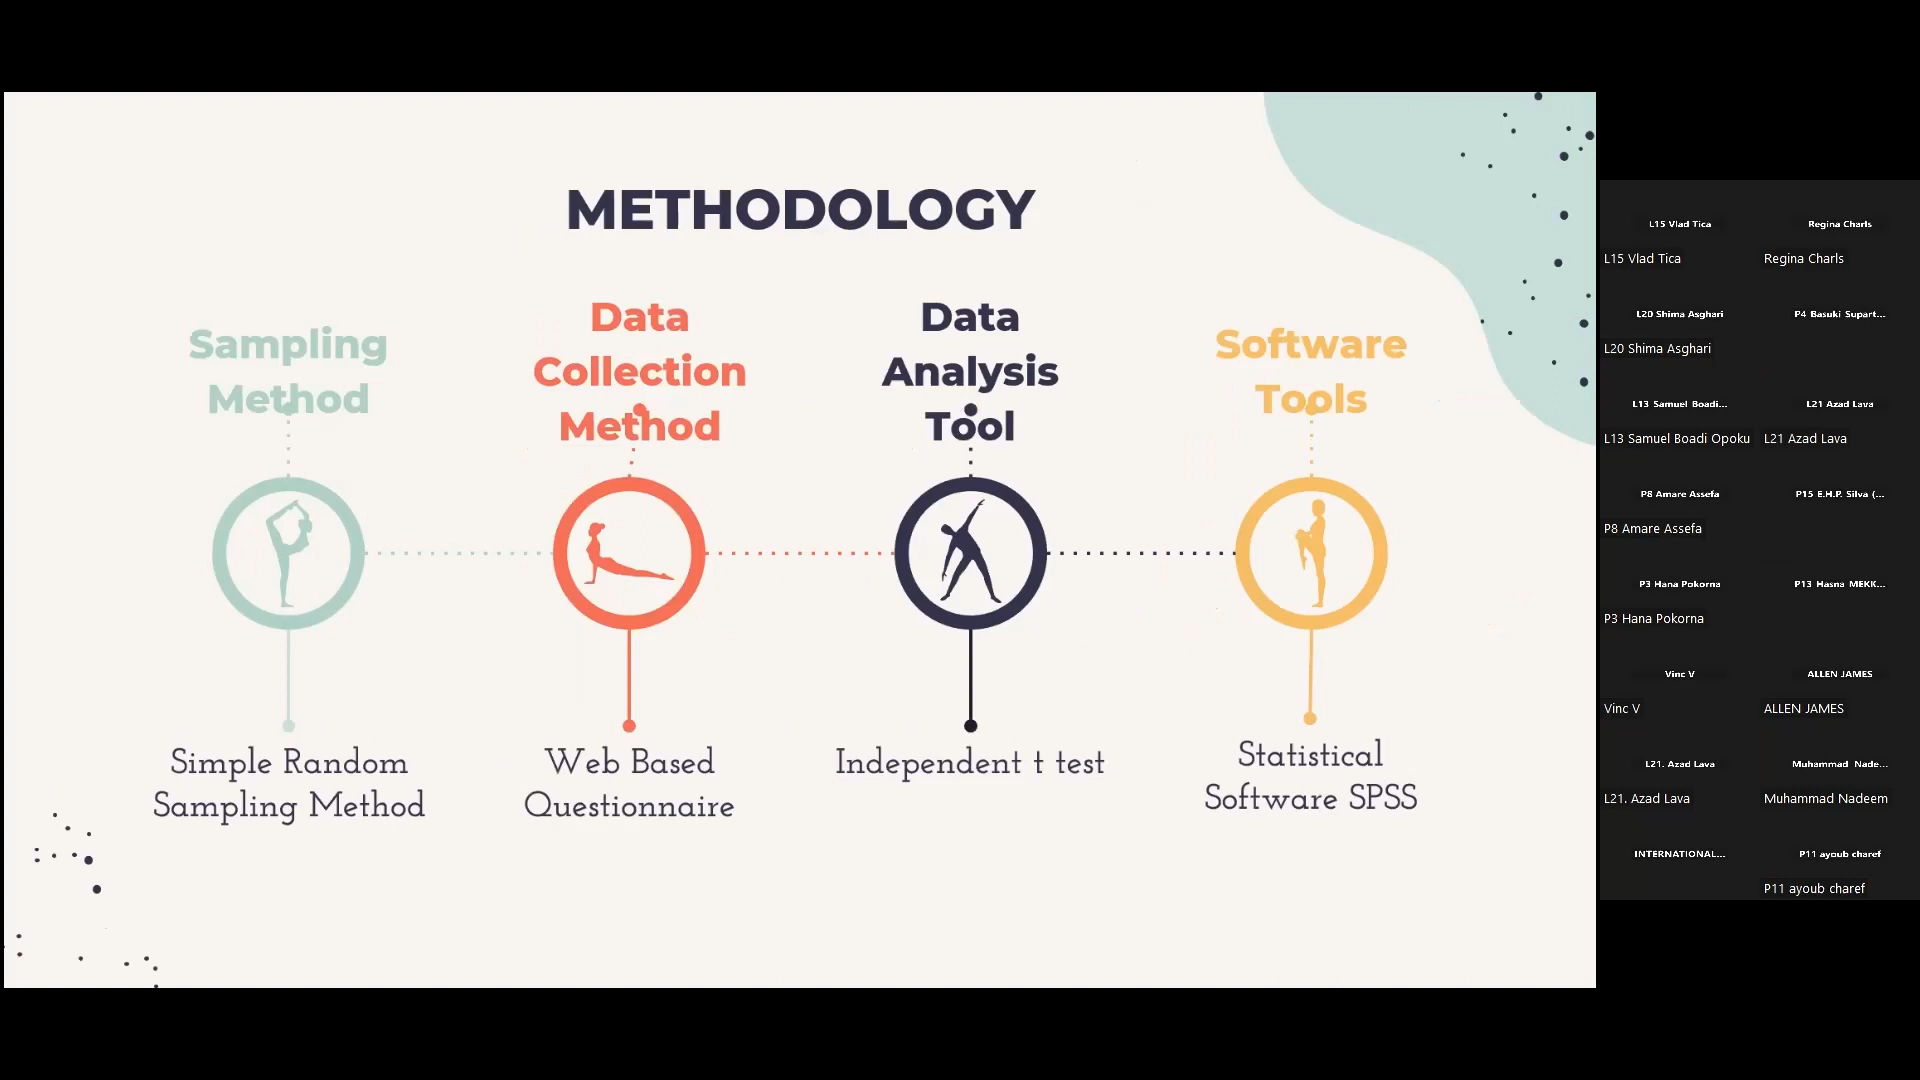 METHODOLOGY
Sampling
Method
Data
Collection
Method
Data
Analysis
Tool
Software
Tools
Simple Random
Sampling Method
Web Based
Questionnaire
Independent t test
Statistical
Software SPSS
L15 Vlad Tica
L15 Vlad Tica
Regina Charls
Regina Charls
L20 Shima Asghari
L20 Shima Asghari
P4 Basuki Supart...
L13 Samuel Boadi...
L13 Samuel Boadi Opoku
L21 Azad Lava
L21 Azad Lava
P8 Amare Assefa
P8 Amare Assefa
P15 E.H.P. Silva (...
P3 Hana Pokorna
P3 Hana Pokorna
P13 Hasna MEKK...
Vinc V
Vinc V
ALLEN JAMES
ALLEN JAMES
L21. Azad Lava
L21. Azad Lava
Muhammad Nade...
Muhammad Nadeem
INTERNATIONAL...
P11 ayoub charef
P11 ayoub charef